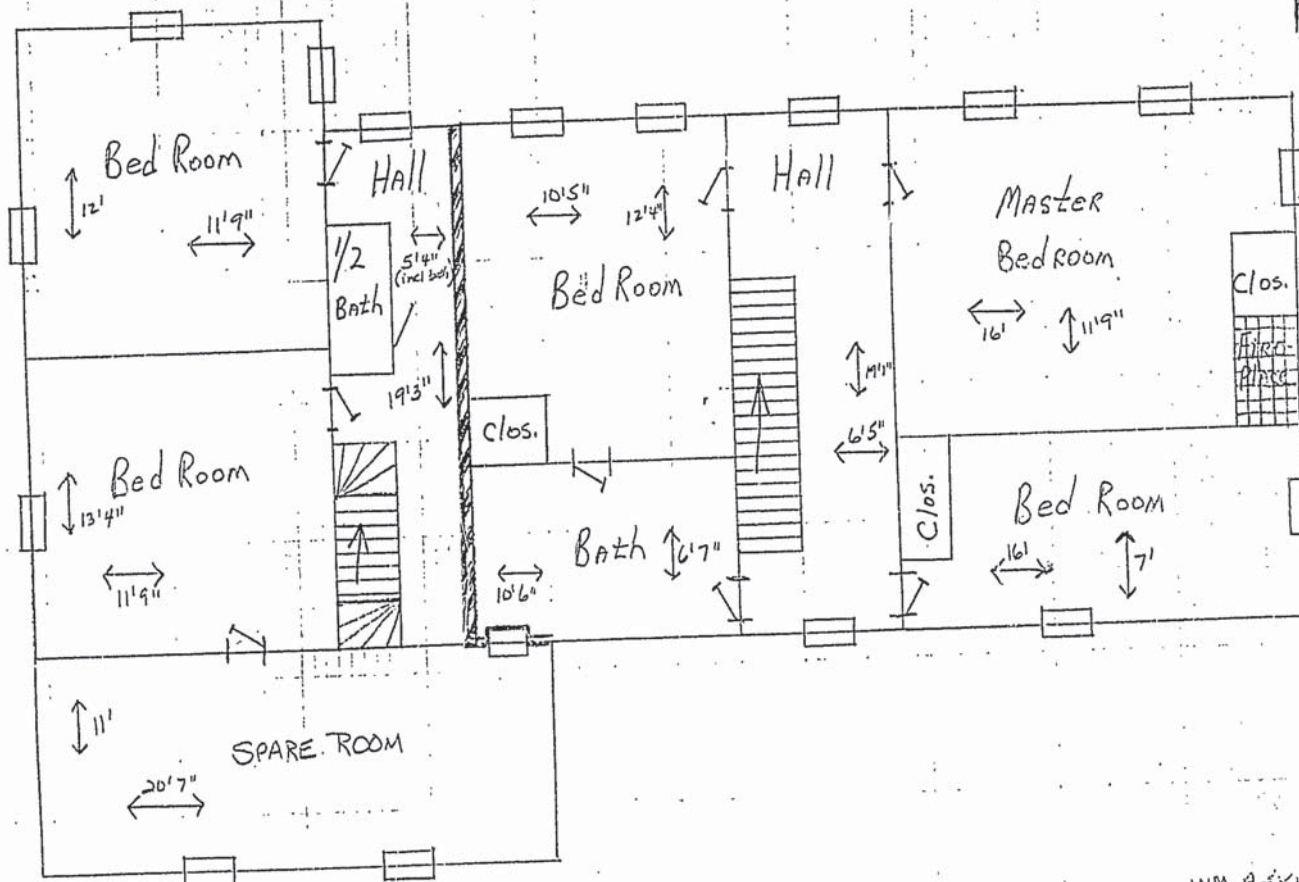 Bed Room
12'
11'9"
HALL
1/2
BATH
5'4"
19'3"
Bed Room
13'4"
11'9"
10'5"
12'4"
Bed Room
Clos.
BATH
6'7"
10'6"
HALL
6'5"
MASTER
Bedroom
16'
11'9"
Clos.
Fire
Place
Clos.
Bed Room
16'
7'
11'
SPARE ROOM
20'7"